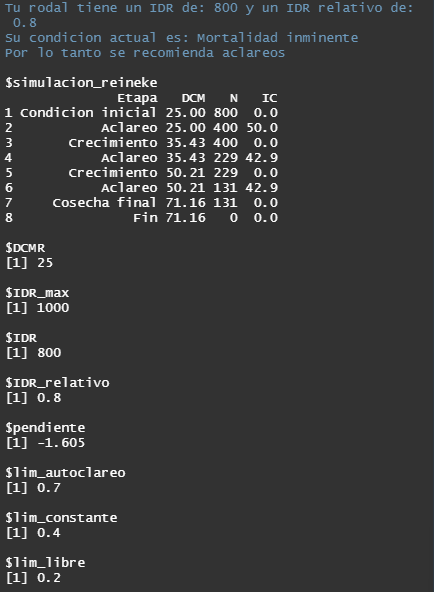 Tu rodal tiene un IDR de: 800 y un IDR relativo de:
 0.8
Su condicion actual es: Mortalidad inminente
Por lo tanto se recomienda aclareos
$simulacion_reineke
              Etapa   DCM   N   IC
1 Condicion inicial 25.00 800  0.0
2           Aclareo 25.00 400 50.0
3       Crecimiento 35.43 400  0.0
4           Aclareo 35.43 229 42.9
5       Crecimiento 50.21 229  0.0
6           Aclareo 50.21 131 42.9
7     Cosecha final 71.16 131  0.0
8               Fin 71.16   0  0.0
$DCMR
[1] 25
$IDR_max
[1] 1000
$IDR
[1] 800
$IDR_relativo
[1] 0.8
$pendiente
[1] -1.605
$lim_autoclareo
[1] 0.7
$lim_constante
[1] 0.4
$lim_libre
[1] 0.2